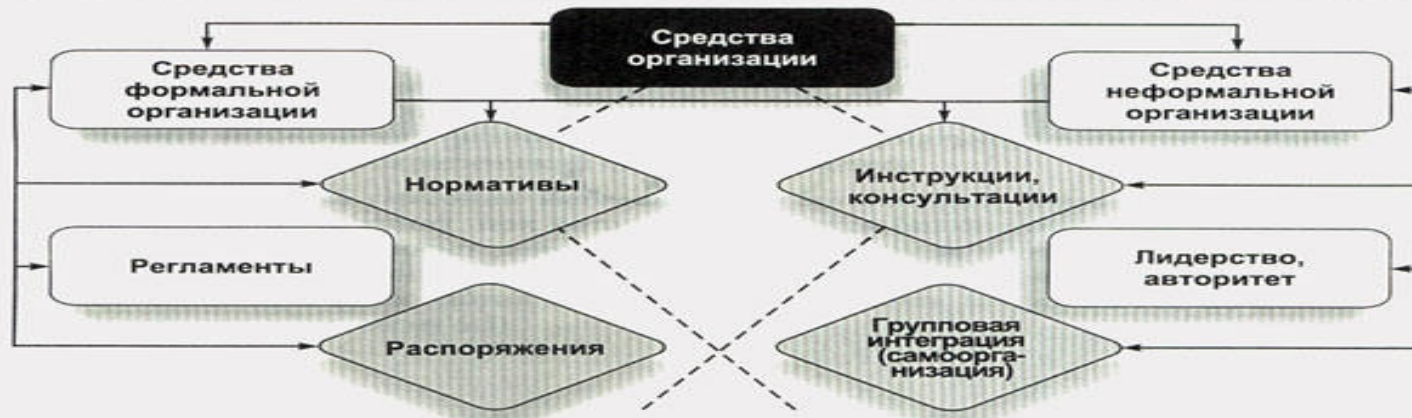 Средства
организации
Средства
формальной
организации
Средства
неформальной
организации
Нормативы
Инструкции,
консультации
Регламенты
Лидерство,
авторитет
Распоряжения
Групповая
интеграция
(самоорга-
низация)